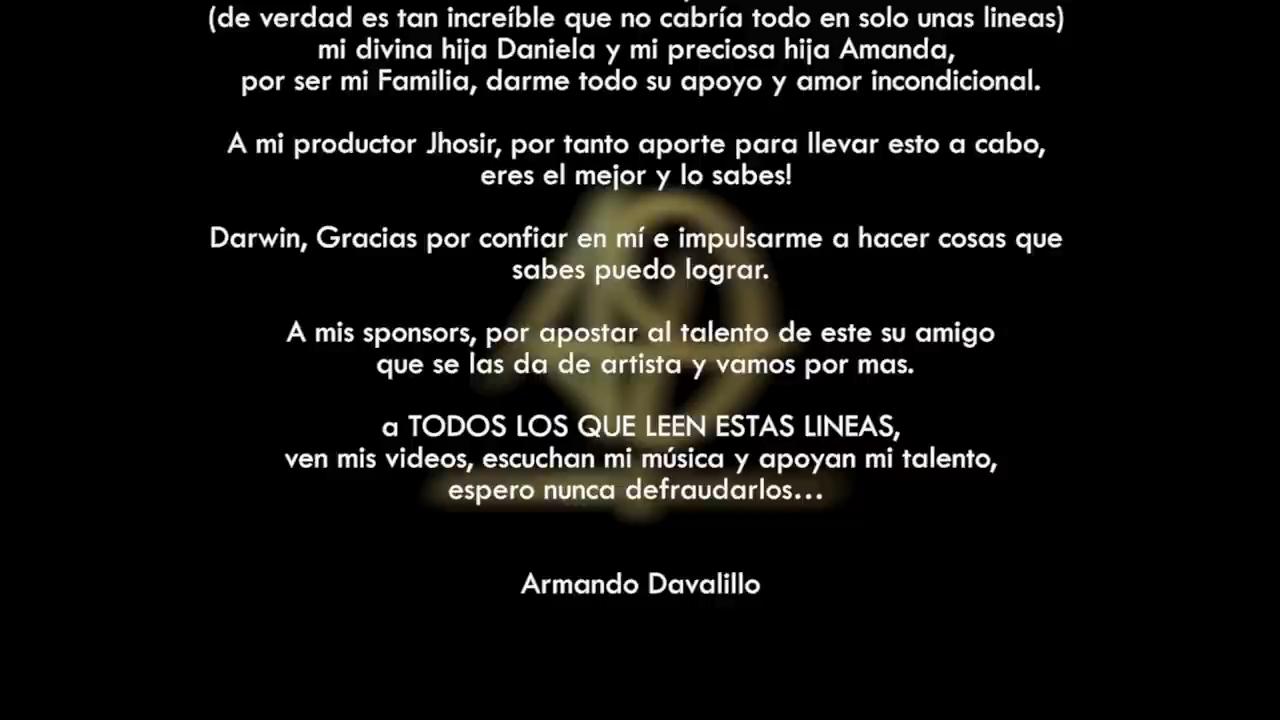 (de verdad es tan increíble que no cabría todo en solo unas lineas)
mi divina hija Daniela y mi preciosa hija Amanda,
por ser mi Familia, darme todo su apoyo y amor incondicional.
A mi productor Jhosir, por tanto aporte para llevar esto a cabo,
eres el mejor y lo sabes!
Darwin, Gracias por confiar en mí e impulsarme a hacer cosas que
sabes puedo lograr.
A mis sponsors, por apostar al talento de este su amigo
que se las da de artista y vamos por mas.
a TODOS LOS QUE LEEN ESTAS LINEAS,
ven mis videos, escuchan mi música y apoyan mi talento,
espero nunca defraudarlos...
Armando Davalillo